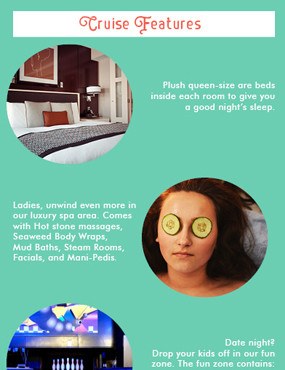 Cruise Features
Plush queen-size are beds
inside each room to give you
a good night's sleep.
Ladies, unwind even more in
our luxury spa area. Comes
with Hot stone massages,
Seaweed Body Wraps,
Mud Baths, Steam Rooms,
Facials, and Mani-Pedis.
Date night?
Drop your kids off in our fun
zone. The fun zone contains: